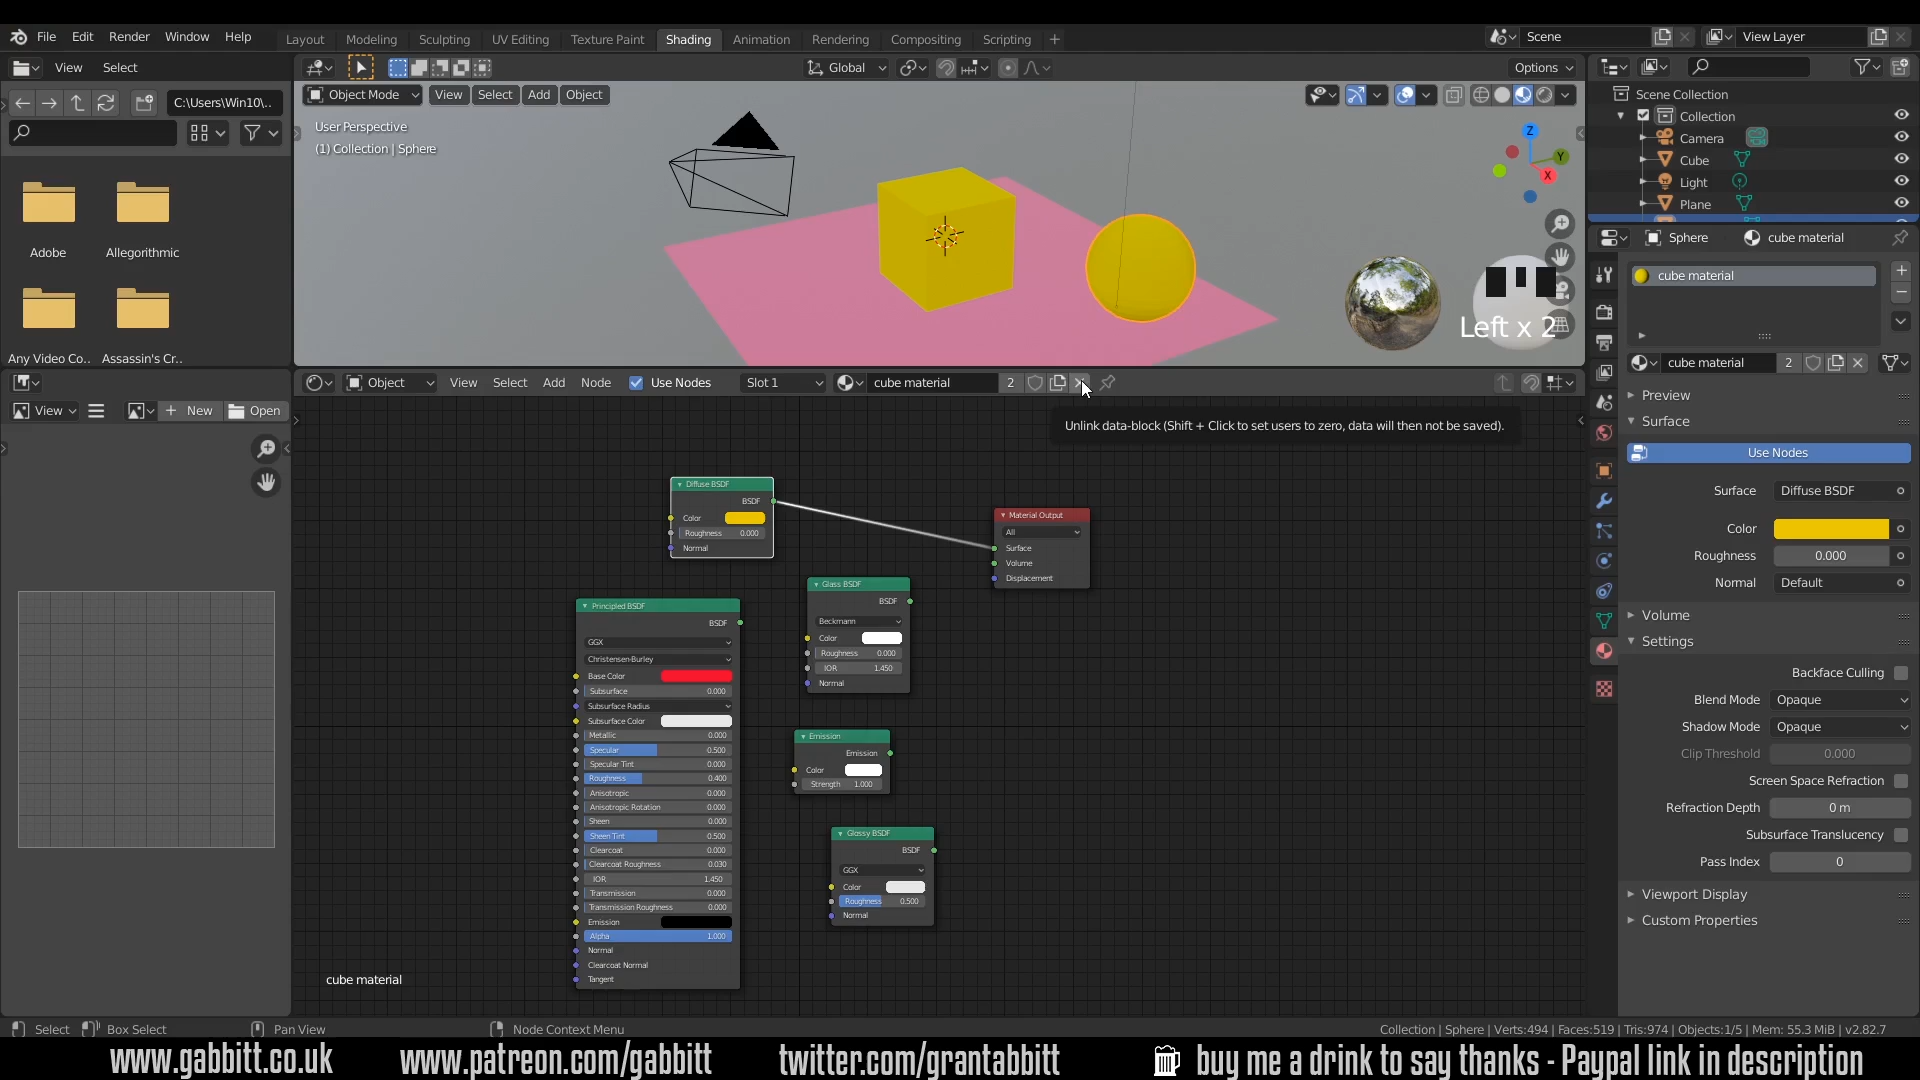 File Edit Render Window Help Layout Modeling Sculpting UV Editing Texture Paint Shading Animation Rendering Compositing Scripting + Scene View Layer
View Select Global Options
C:\Users\Win10\.. Object Mode View Select Add Object
User Perspective
(1) Collection | Sphere
Adobe Allegorithmic
Any Video Co.. Assassin's Cr..
Z
Y
X
Left x 2
Scene Collection
Collection
Camera
Cube
Light
Plane
Sphere cube material
cube material
cube material 2
Object View Select Add Node Use Nodes Slot 1 cube material 2
View New Open
Unlink data-block (Shift + Click to set users to zero, data will then not be saved).
Diffuse BSDF
BSDF
Color
Roughness 0.000
Normal
Material Output
All
Surface
Volume
Displacement
Glass BSDF
BSDF
Beckmann
Color
Roughness 0.000
IOR 1.450
Normal
Principled BSDF
BSDF
GGX
Christensen-Burley
Base Color
Subsurface 0.000
Subsurface Radius
Subsurface Color
Metallic 0.000
Specular 0.500
Specular Tint 0.000
Roughness 0.400
Anisotropic 0.000
Anisotropic Rotation 0.000
Sheen 0.000
Sheen Tint 0.500
Clearcoat 0.000
Clearcoat Roughness 0.030
IOR 1.450
Transmission 0.000
Transmission Roughness 0.000
Emission
Alpha 1.000
Normal
Clearcoat Normal
Tangent
Emission
Emission
Color
Strength 1.000
Glossy BSDF
BSDF
GGX
Color
Roughness 0.500
Normal
cube material
Preview
Surface
Use Nodes
Surface Diffuse BSDF
Color
Roughness 0.000
Normal Default
Volume
Settings
Backface Culling
Blend Mode Opaque
Shadow Mode Opaque
Clip Threshold 0.000
Screen Space Refraction
Refraction Depth 0 m
Subsurface Translucency
Pass Index 0
Viewport Display
Custom Properties
Select Box Select Pan View Node Context Menu Collection | Sphere | Verts:494 | Faces:519 | Tris:974 | Objects:1/5 | Mem: 55.3 MiB | v2.82.7
www.gabbitt.co.uk www.patreon.com/gabbitt twitter.com/grantabbitt buy me a drink to say thanks - Paypal link in description